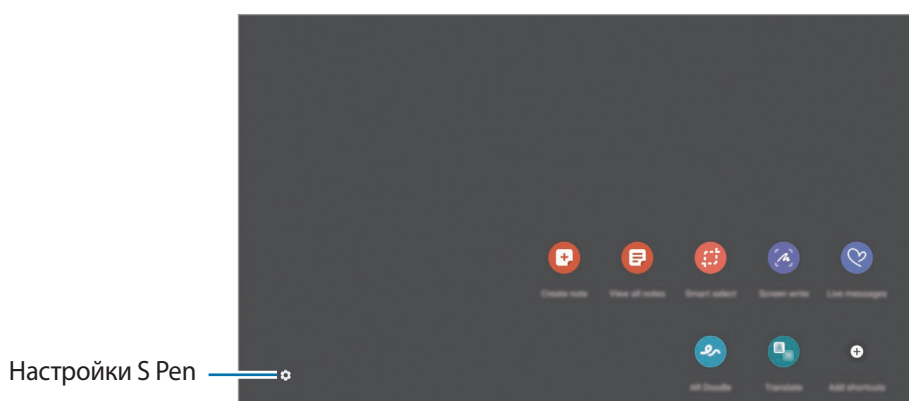 Create note View all notes Smart select Screen write Live messages
Настройки S Pen
AR Doodle Translate Add shortcuts